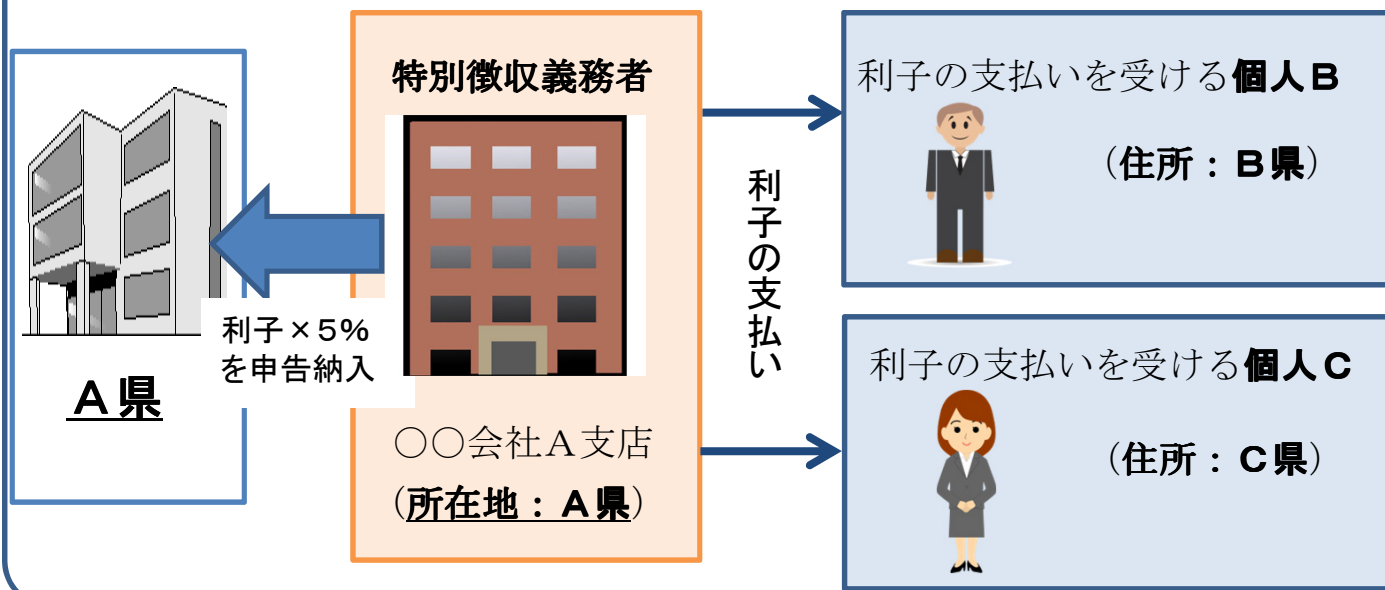 特別徴収義務者
利子×5%
を申告納入
A県
○○会社A支店
(所在地:A県)
利子の支払い
利子の支払いを受ける個人B
(住所:B県)
利子の支払いを受ける個人C
(住所:C県)